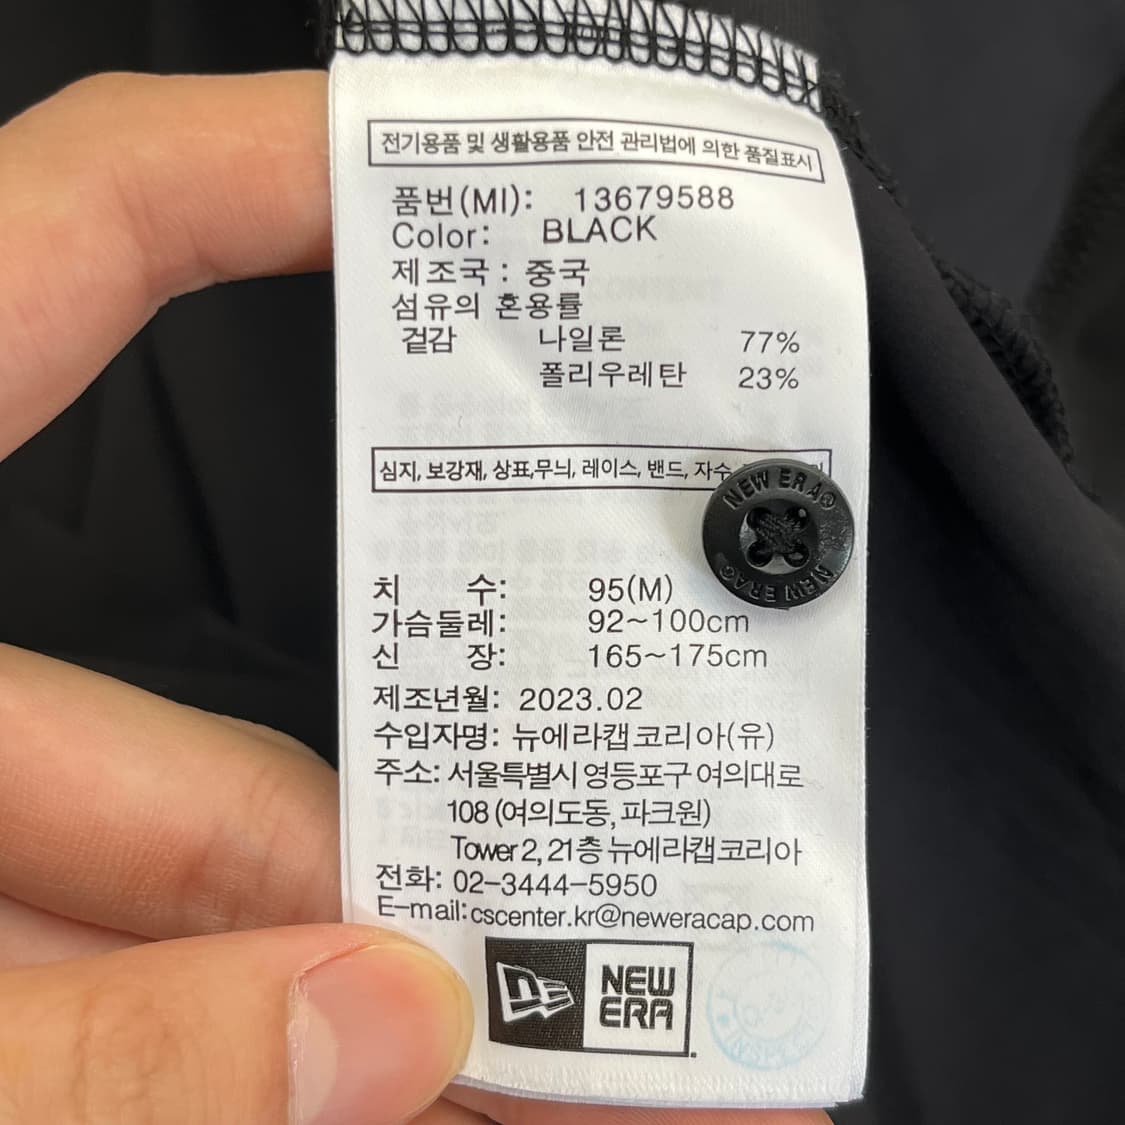 전기용품 및 생활용품 안전 관리법에 의한 품질표시
품번(MI): 13679588
Color: BLACK
제조국 : 중국
섬유의 혼용률
겉감 나일론 77%
폴리우레탄 23%
심지, 보강재, 상표,무늬, 레이스, 밴드, 자수
NEW ERA®
NEW ERA®
치 수: 95(M)
가슴둘레: 92~100cm
신 장: 165~175cm
제조년월: 2023.02
수입자명: 뉴에라캡코리아(유)
주소: 서울특별시 영등포구 여의대로
108 (여의도동, 파크원)
Tower 2, 21층 뉴에라캡코리아
전화: 02-3444-5950
E-mail:cscenter.kr@neweracap.com
NEW
ERA